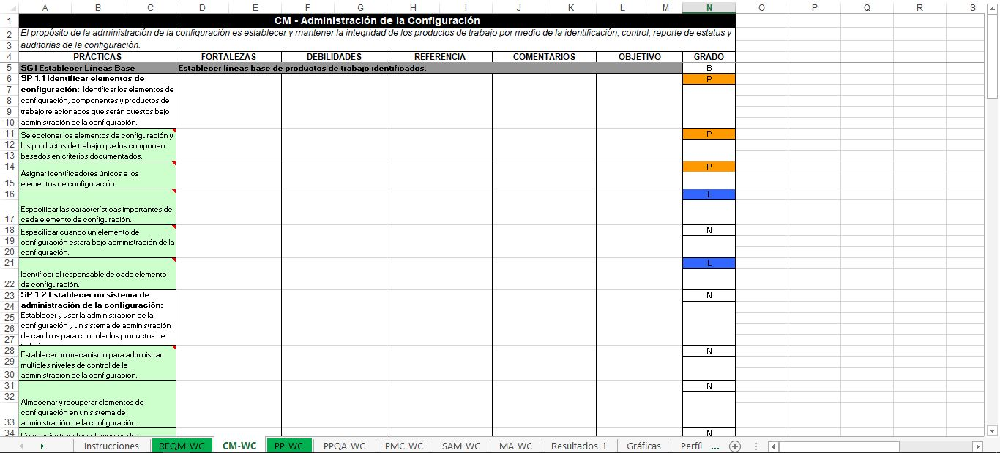 A B C D E F G H I J K L M N O P Q R S
1 CM - Administración de la Configuración
2 El propósito de la administración de la configuración es establecer y mantener la integridad de los productos de trabajo por medio de la identificación, control, reporte de estatus y
3 auditorías de la configuración.
4 PRÁCTICAS FORTALEZAS DEBILIDADES REFERENCIA COMENTARIOS OBJETIVO GRADO
5 SG1 Establecer Líneas Base Establecer líneas base de productos de trabajo identificados. B
6 SP 1.1 Identificar elementos de P
7 configuración: Identificar los elementos de
8 configuración, componentes y productos de
9 trabajo relacionados que serán puestos bajo
10 administración de la configuración.
11 Seleccionar los elementos de configuración y P
12 los productos de trabajo que los componen
13 basados en criterios documentados.
14 P
Asignar identificadores únicos a los
15 elementos de configuración.
16 L
Especificar las características importantes de
17 cada elemento de configuración.
18 Especificar cuando un elemento de N
19 configuración estará bajo administración de la
20 configuración.
21 L
Identificar al responsable de cada elemento
22 de configuración.
23 SP 1.2 Establecer un sistema de N
24 administración de la configuración:
25 Establecer y usar la administración de la
26 configuración y un sistema de administración
27 de cambios para controlar los productos de
28 Establecer un mecanismo para administrar N
29 múltiples niveles de control de la
30 administración de la configuración.
31 N
32 Almacenar y recuperar elementos de
configuración en un sistema de
33 administración de la configuración.
34 Compartir y transferir elementos de N
Instrucciones REQM-WC CM-WC PP-WC PPQA-WC PMC-WC SAM-WC MA-WC Resultados-1 Gráficas Perfíl ...